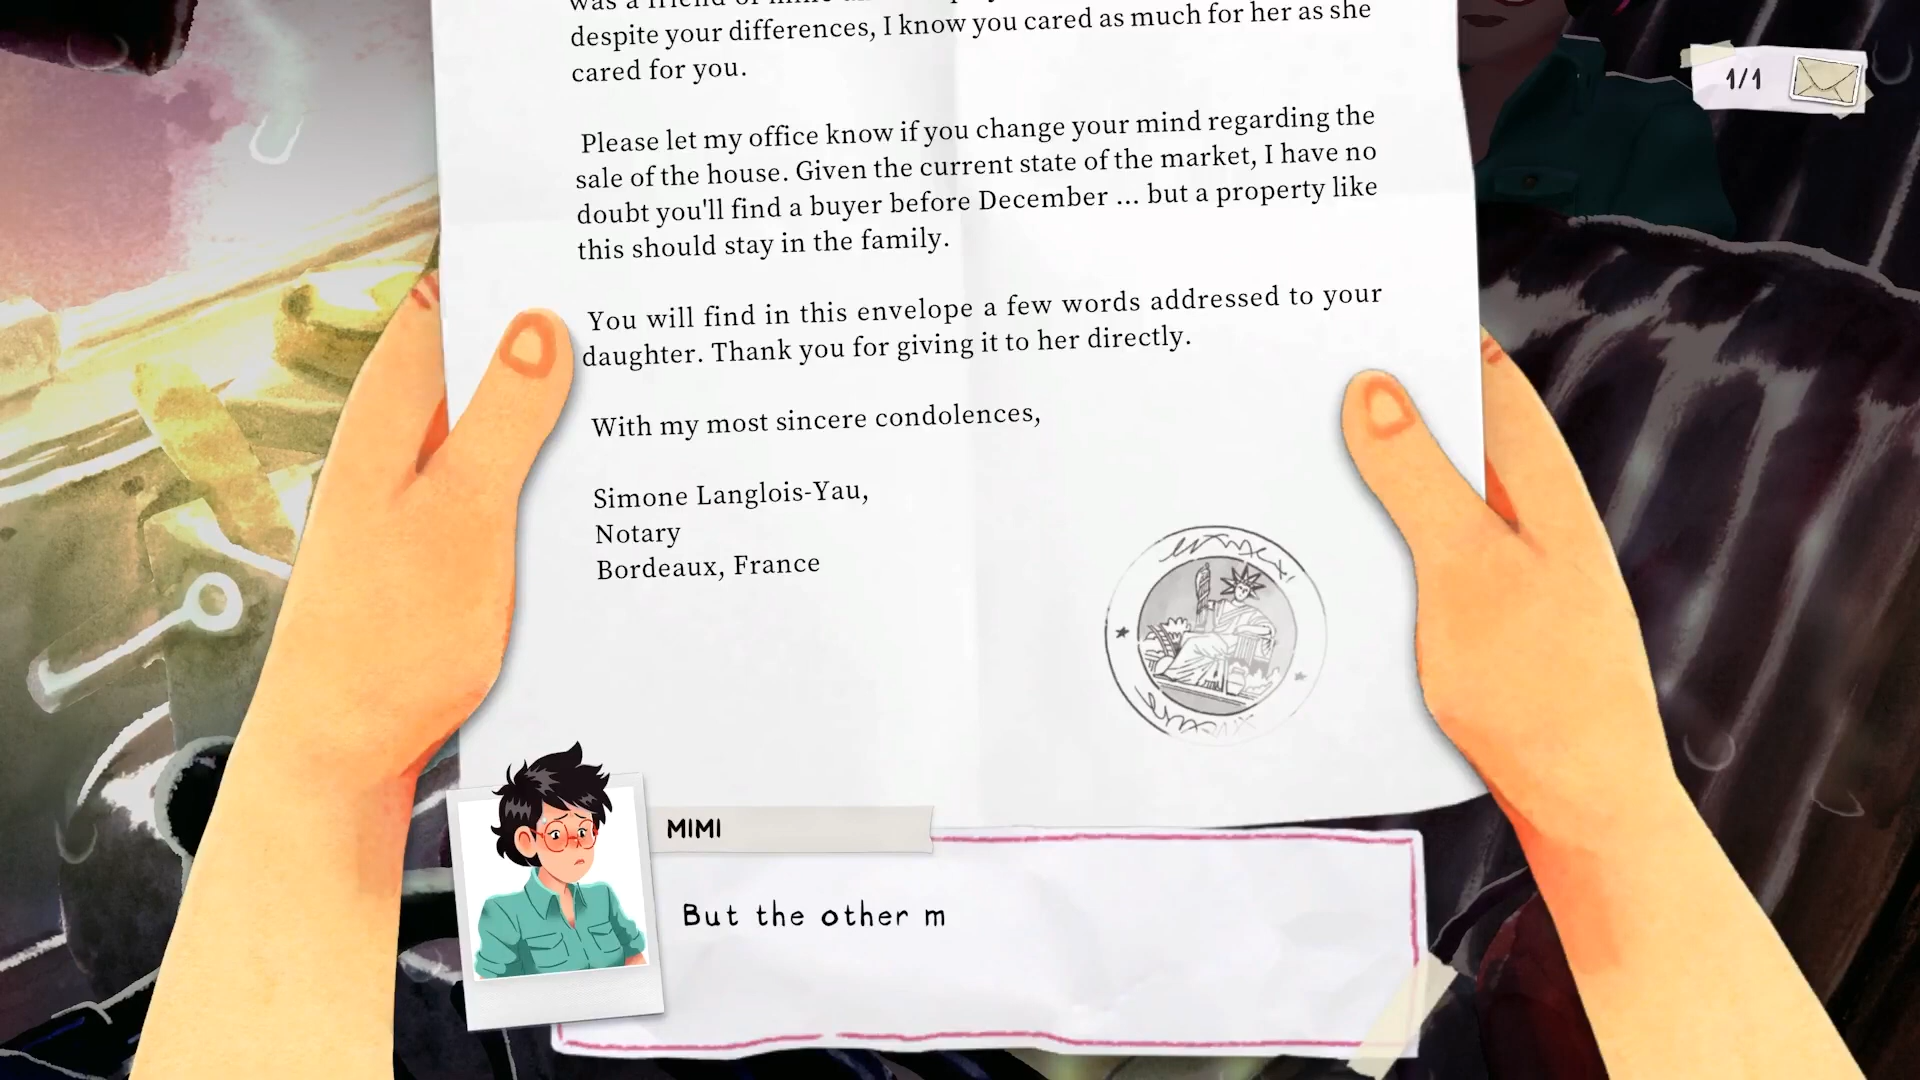 despite your differences, I know you cared as much for her as she
cared for you.
Please let my office know if you change your mind regarding the
sale of the house. Given the current state of the market, I have no
doubt you'll find a buyer before December ... but a property like
this should stay in the family.
You will find in this envelope a few words addressed to your
daughter. Thank you for giving it to her directly.
With my most sincere condolences,
Simone Langlois-Yau,
Notary
Bordeaux, France
1/1
MIMI
But the other m